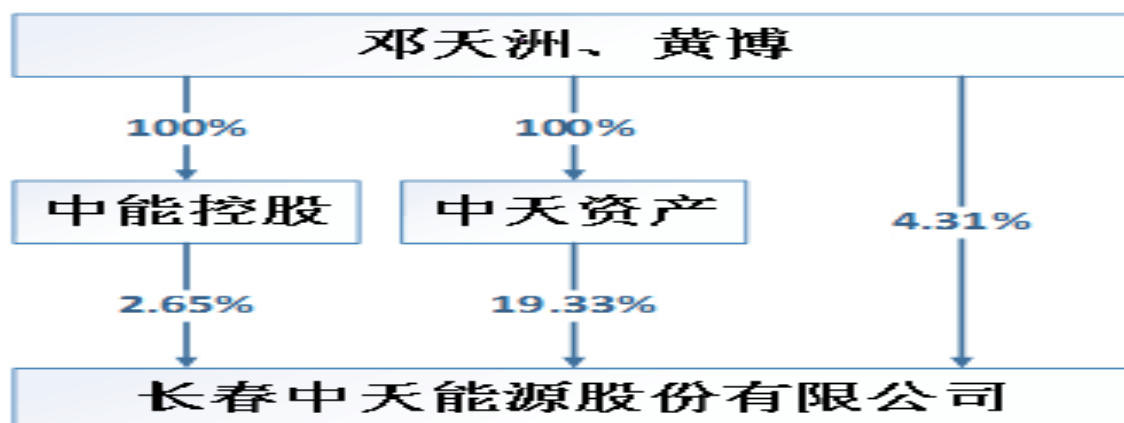 邓天洲、黄博
100%
100%
中能控股
中天资产
4.31%
2.65%
19.33%
长春中天能源股份有限公司